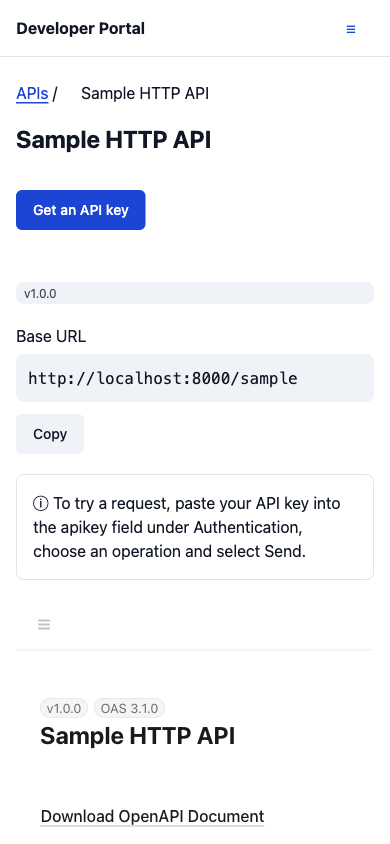 Developer Portal
≡
APIs / Sample HTTP API
Sample HTTP API
Get an API key
v1.0.0
Base URL
http://localhost:8000/sample
Copy
ⓘ To try a request, paste your API key into
the apikey field under Authentication,
choose an operation and select Send.
≡
v1.0.0 OAS 3.1.0
Sample HTTP API
Download OpenAPI Document